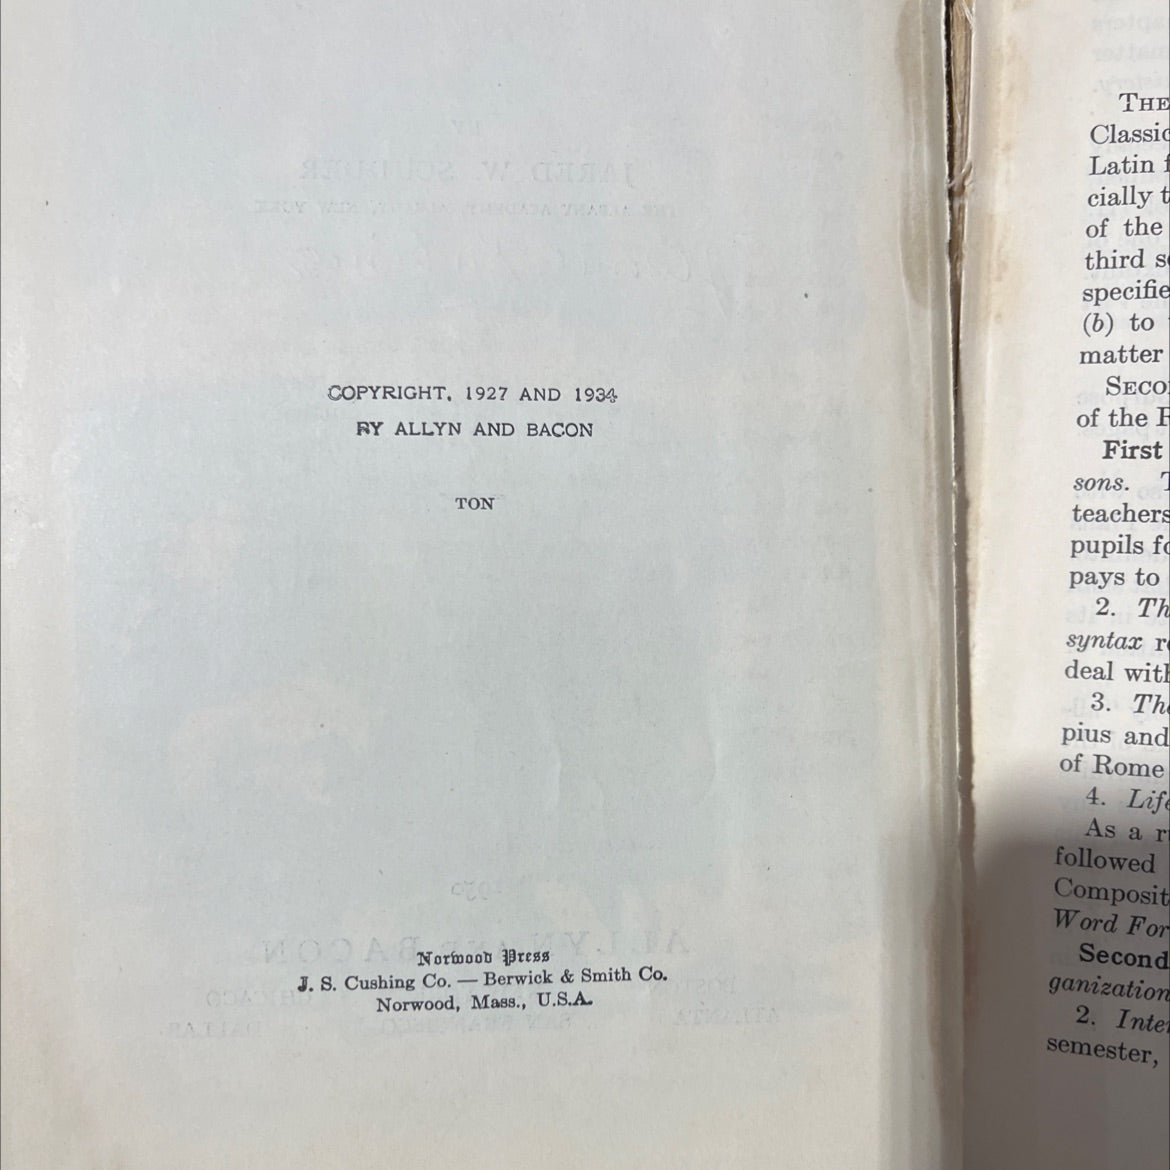 COPYRIGHT, 1927 AND 1934
BY ALLYN AND BACON
TON
Norwood Press
J. S. Cushing Co. — Berwick & Smith Co.
Norwood, Mass., U.S.A.
THE
Classic
Latin f
cially t
of the
third s
specifie
(b) to
matter
SECO
of the
First
sons.
teachers
pupils fo
pays to
2. Th
syntax r
deal with
3. The
pius and
of Rome
4. Life
As a r
followed
Composit
Word For
Second
ganization
2. Inte
semester,